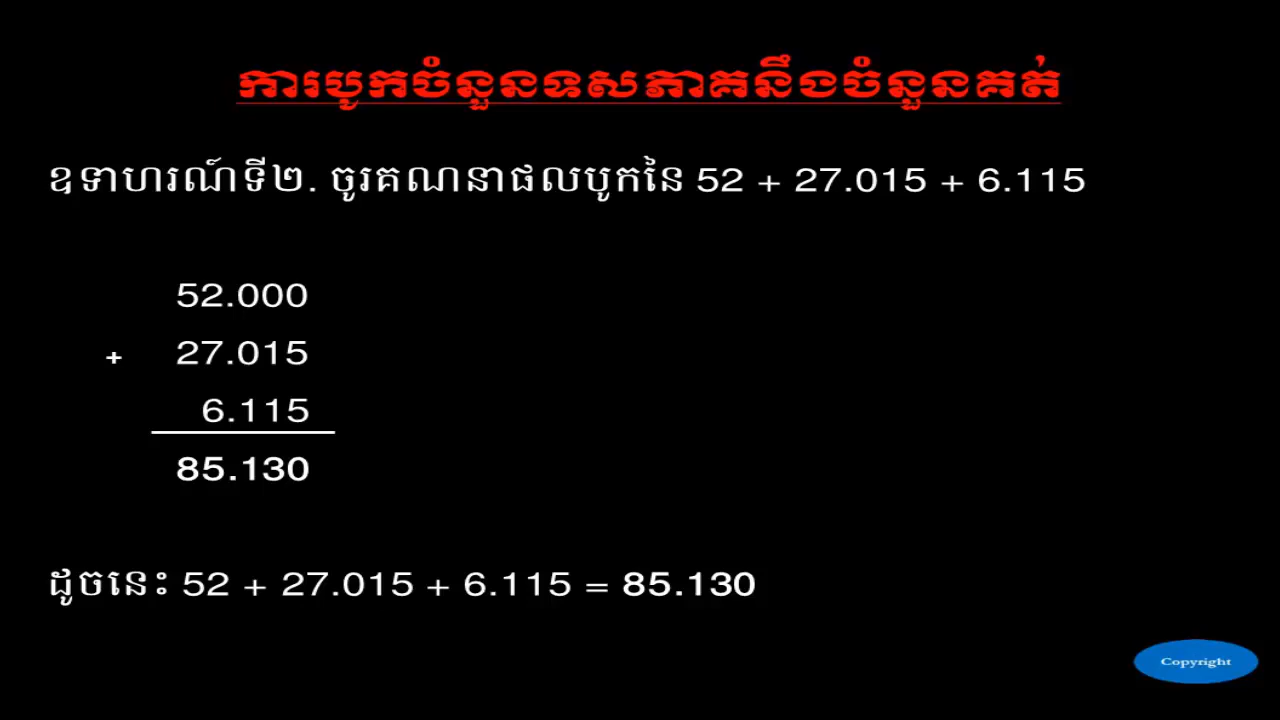 ការបូកចំនួនទសភាគនឹងចំនួនគត់
ឧទាហរណ៍ទី២. ចូរគណនាផលបូកនៃ 52 + 27.015 + 6.115
52.000
+ 27.015
6.115
85.130
ដូចនេះ 52 + 27.015 + 6.115 = 85.130
Copyright